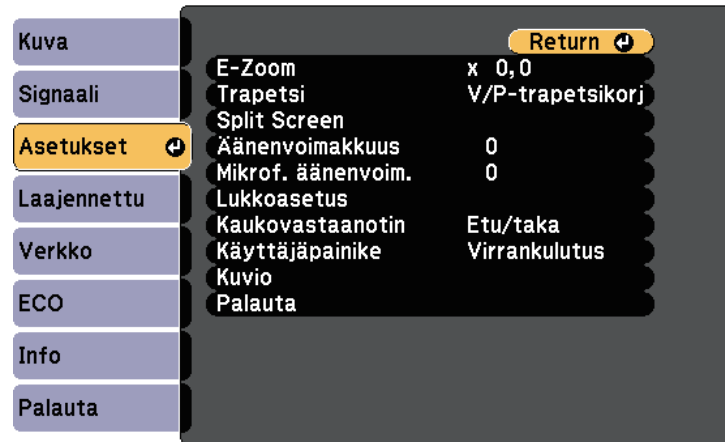 Kuva
Signaali
Asetukset
Laajennettu
Verkko
ECO
Info
Palauta
Return
E-Zoom x 0,0
Trapetsi V/P-trapetsikorj
Split Screen
Äänenvoimakkuus 0
Mikrof. äänenvoim. 0
Lukkoasetus
Kaukovastaanotin Etu/taka
Käyttäjäpainike Virrankulutus
Kuvio
Palauta